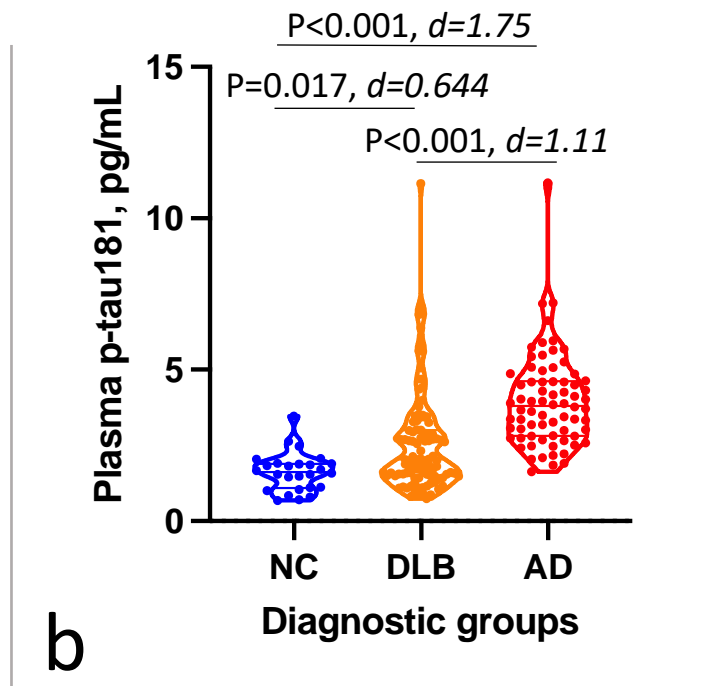 P<0.001, d=1.75
15
P=0.017, d=0.644
P<0.001, d=1.11
10
5
0
Plasma p-tau181, pg/mL
NC DLB AD
Diagnostic groups
b